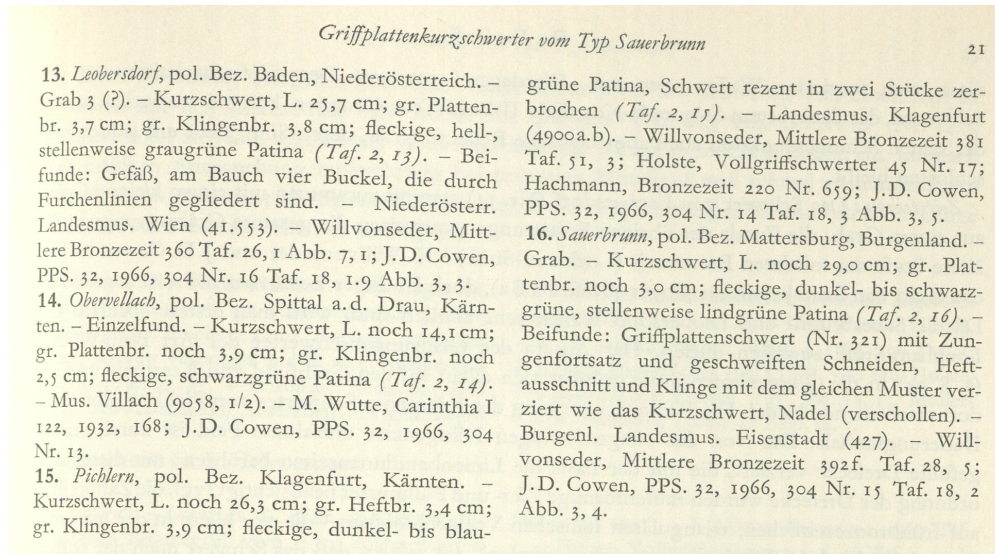 Griffplattenkurzschwerter vom Typ Sauerbrunn
21
13. Leobersdorf, pol. Bez. Baden, Niederösterreich. –
Grab 3 (?). – Kurzschwert, L. 25,7 cm; gr. Platten-
br. 3,7 cm; gr. Klingenbr. 3,8 cm; fleckige, hell-
stellenweise graugrüne Patina (Taf. 2, 13). – Bei-
funde: Gefäß, am Bauch vier Buckel, die durch
Furchenlinien gegliedert sind. – Niederösterr.
Landesmus. Wien (41.553). – Willvonseder, Mitt-
lere Bronzezeit 360 Taf. 26, 1 Abb. 7, 1; J.D. Cowen,
PPS. 32, 1966, 304 Nr. 16 Taf. 18, 1.9 Abb. 3, 3.
14. Obervellach, pol. Bez. Spittal a.d. Drau, Kärn-
ten. – Einzelfund. – Kurzschwert, L. noch 14,1 cm;
gr. Plattenbr. noch 3,9 cm; gr. Klingenbr. noch
2,5 cm; fleckige, schwarzgrüne Patina (Taf. 2, 14).
– Mus. Villach (9058, 1/2). – M. Wutte, Carinthia I
122, 1932, 168; J.D. Cowen, PPS. 32, 1966, 304
Nr. 13.
15. Pichlern, pol. Bez. Klagenfurt, Kärnten. –
Kurzschwert, L. noch 26,3 cm; gr. Heftbr. 3,4 cm;
gr. Klingenbr. 3,9 cm; fleckige, dunkel- bis blau-
grüne Patina, Schwert rezent in zwei Stücke zer-
brochen (Taf. 2, 15). – Landesmus. Klagenfurt
(4900a.b). – Willvonseder, Mittlere Bronzezeit 381
Taf. 51, 3; Holste, Vollgriffschwerter 45 Nr. 17;
Hachmann, Bronzezeit 220 Nr. 659; J.D. Cowen,
PPS. 32, 1966, 304 Nr. 14 Taf. 18, 3 Abb. 3, 5.
16. Sauerbrunn, pol. Bez. Mattersburg, Burgenland. –
Grab. – Kurzschwert, L. noch 29,0 cm; gr. Plat-
tenbr. noch 3,0 cm; fleckige, dunkel- bis schwarz-
grüne, stellenweise lindgrüne Patina (Taf. 2, 16). –
Beifunde: Griffplattenschwert (Nr. 321) mit Zun-
genfortsatz und geschweiften Schneiden, Heft-
ausschnitt und Klinge mit dem gleichen Muster ver-
ziert wie das Kurzschwert, Nadel (verschollen). –
Burgenl. Landesmus. Eisenstadt (427). – Will-
vonseder, Mittlere Bronzezeit 392f. Taf. 28, 5;
J.D. Cowen, PPS. 32, 1966, 304 Nr. 15 Taf. 18, 2
Abb. 3, 4.